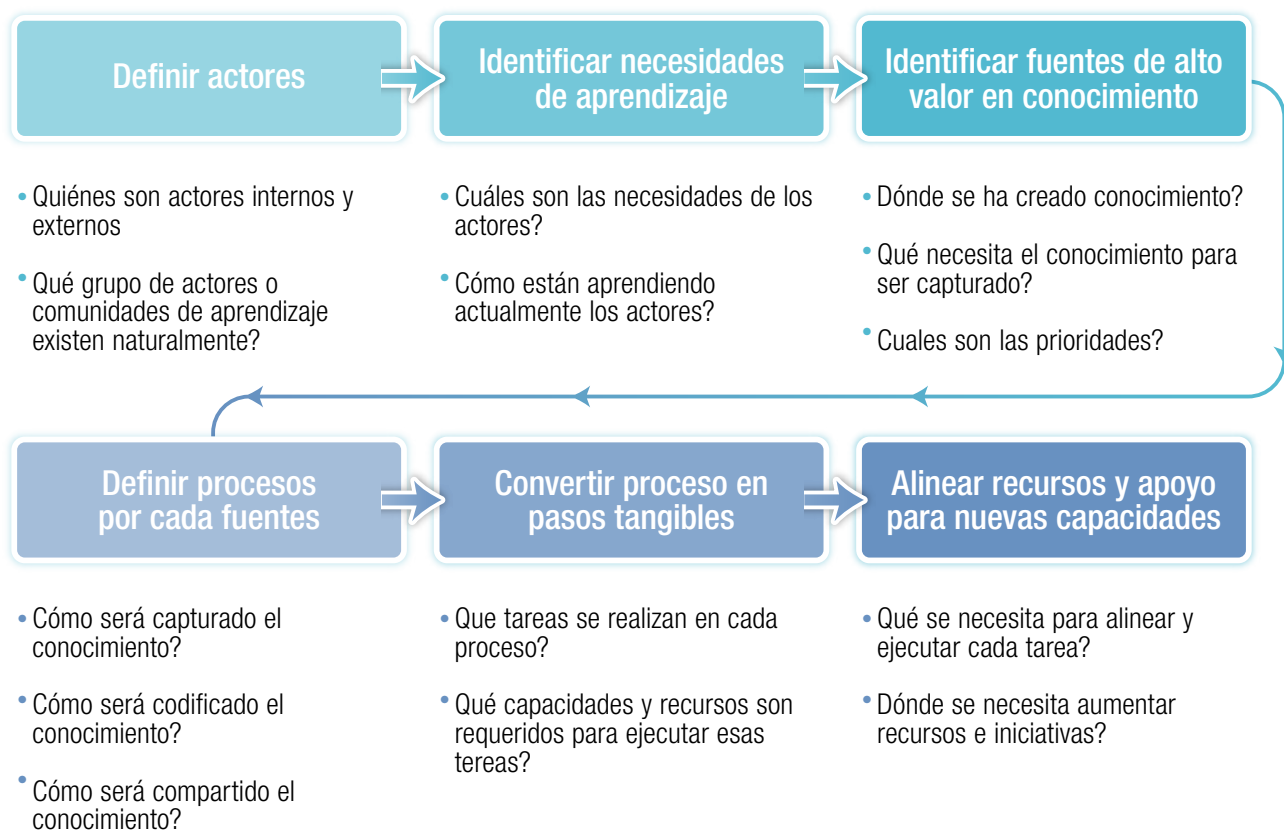 Definir actores
Identificar necesidades
de aprendizaje
Identificar fuentes de alto
valor en conocimiento
• Quiénes son actores internos y
externos
• Qué grupo de actores o
comunidades de aprendizaje
existen naturalmente?
• Cuáles son las necesidades de los
actores?
• Cómo están aprendiendo
actualmente los actores?
• Dónde se ha creado conocimiento?
• Qué necesita el conocimiento para
ser capturado?
• Cuales son las prioridades?
Definir procesos
por cada fuentes
Convertir proceso en
pasos tangibles
Alinear recursos y apoyo
para nuevas capacidades
• Cómo será capturado el
conocimiento?
• Cómo será codificado el
conocimiento?
• Cómo será compartido el
conocimiento?
• Que tareas se realizan en cada
proceso?
• Qué capacidades y recursos son
requeridos para ejecutar esas
tereas?
• Qué se necesita para alinear y
ejecutar cada tarea?
• Dónde se necesita aumentar
recursos e iniciativas?